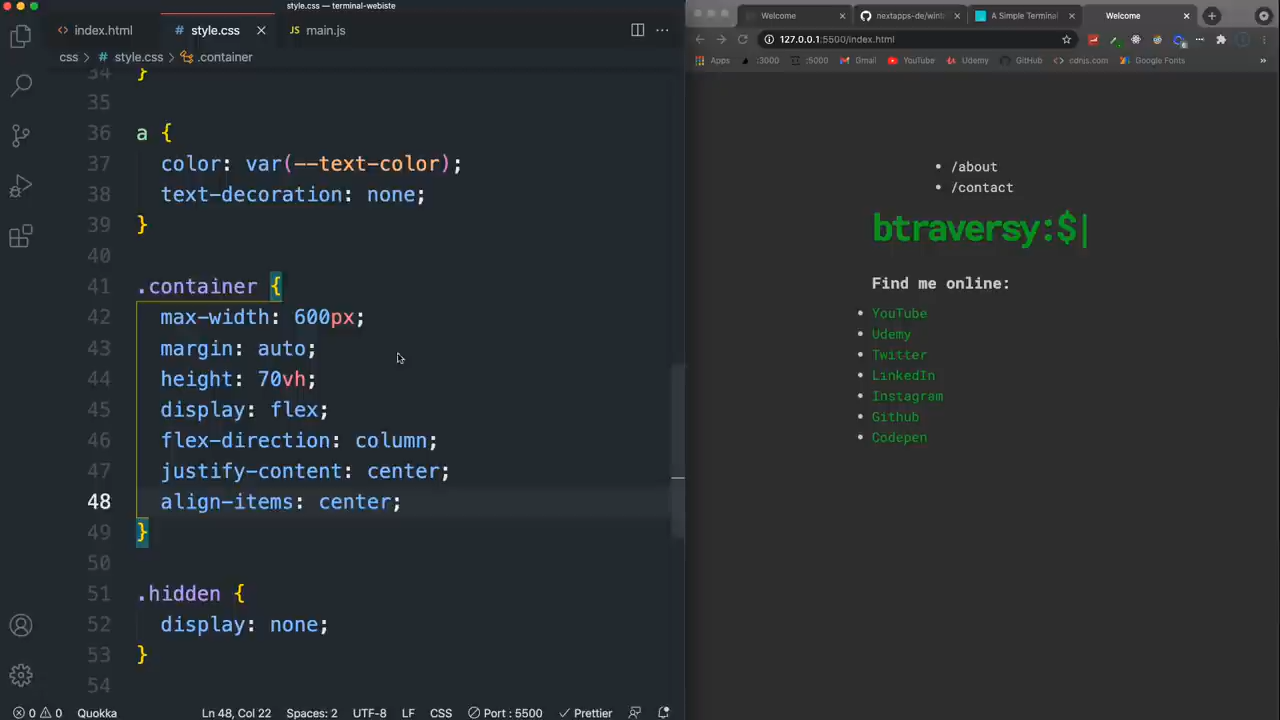 style.css — terminal-webiste
index.html
style.css
main.js
css > style.css > .container
34 }
35
36 a {
37 color: var(--text-color);
38 text-decoration: none;
39 }
40
41 .container {
42 max-width: 600px;
43 margin: auto;
44 height: 70vh;
45 display: flex;
46 flex-direction: column;
47 justify-content: center;
48 align-items: center;
49 }
50
51 .hidden {
52 display: none;
53 }
54
0 0 Quokka Ln 48, Col 22 Spaces: 2 UTF-8 LF CSS Port : 5500 Prettier
Welcome
nextapps-de/wint
A Simple Terminal
Welcome
127.0.0.1:5500/index.html
Apps :3000 :5000 Gmail YouTube Udemy GitHub cdnjs.com Google Fonts »
/about
/contact
btraversy:$|
Find me online:
YouTube
Udemy
Twitter
LinkedIn
Instagram
Github
Codepen